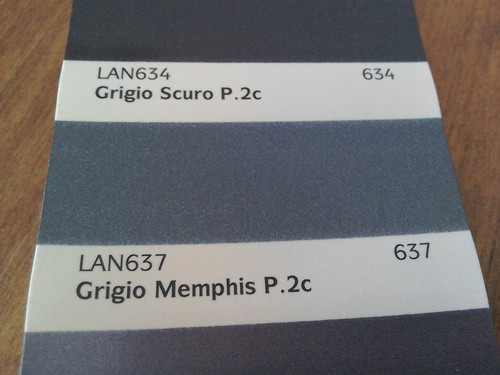 LAN634 634
Grigio Scuro P.2c
LAN637 637
Grigio Memphis P.2c